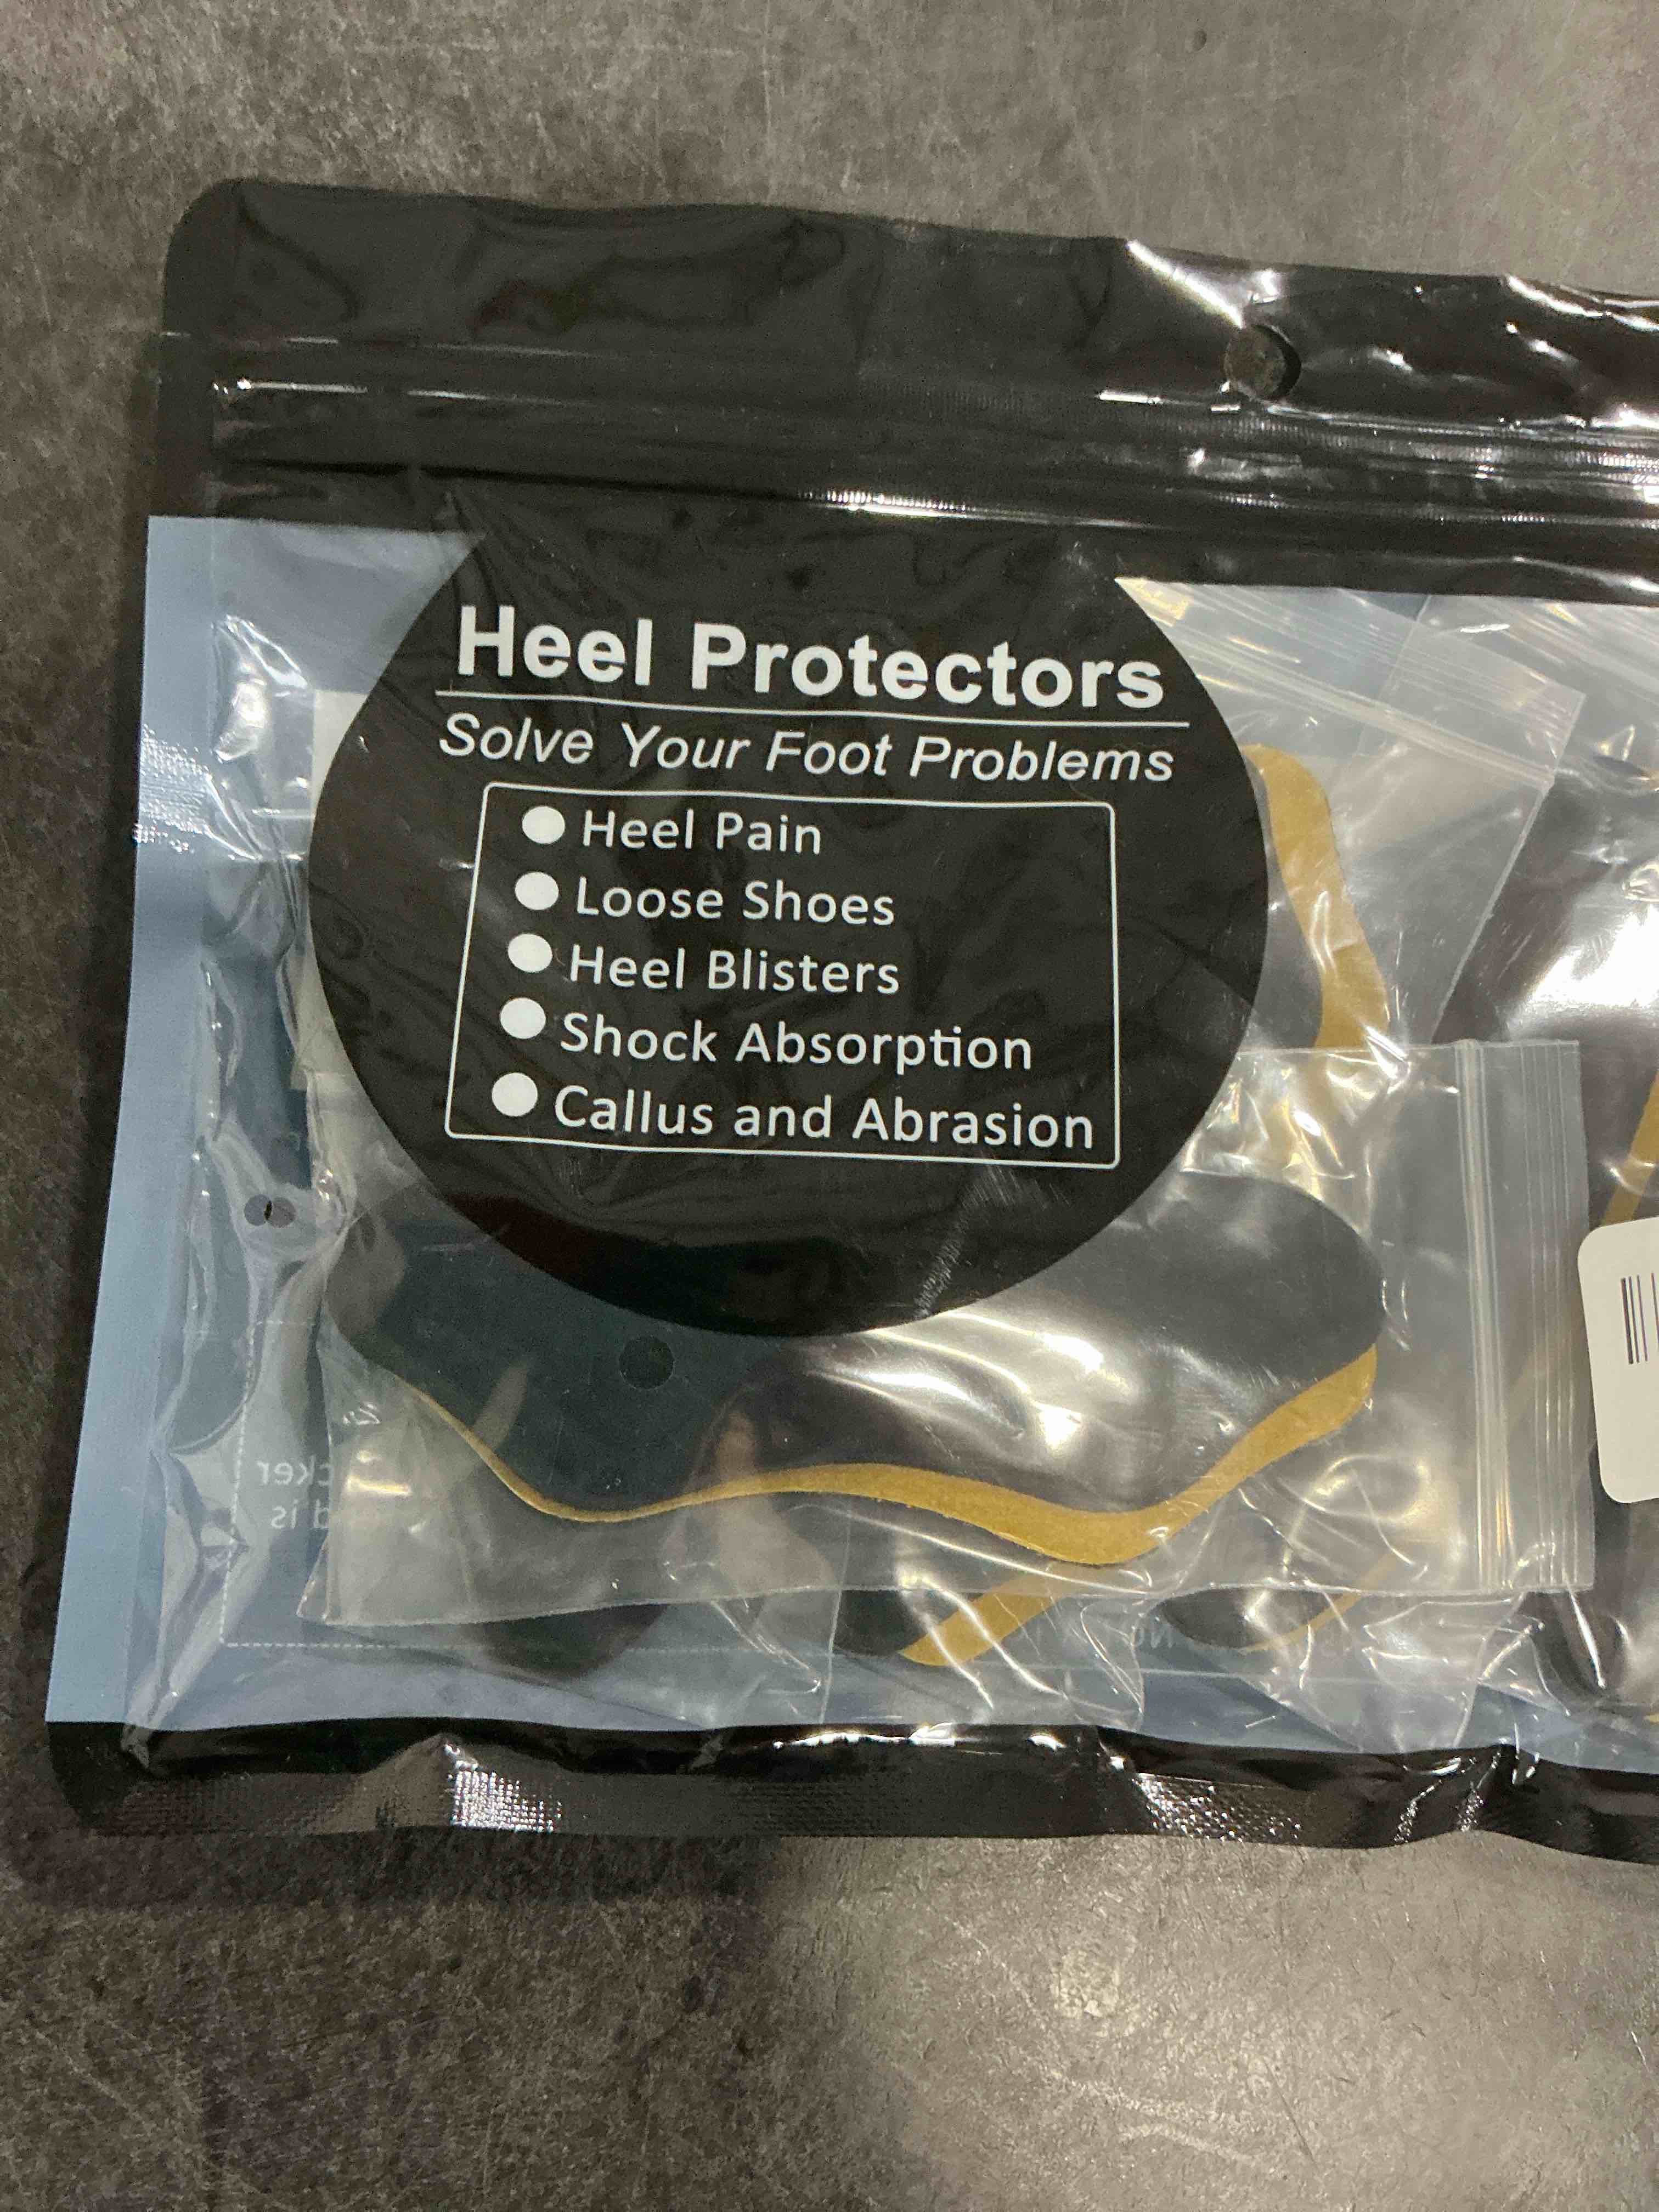 Heel Protectors
Solve Your Foot Problems
Heel Pain
Loose Shoes
Heel Blisters
Shock Absorption
Callus and Abrasion